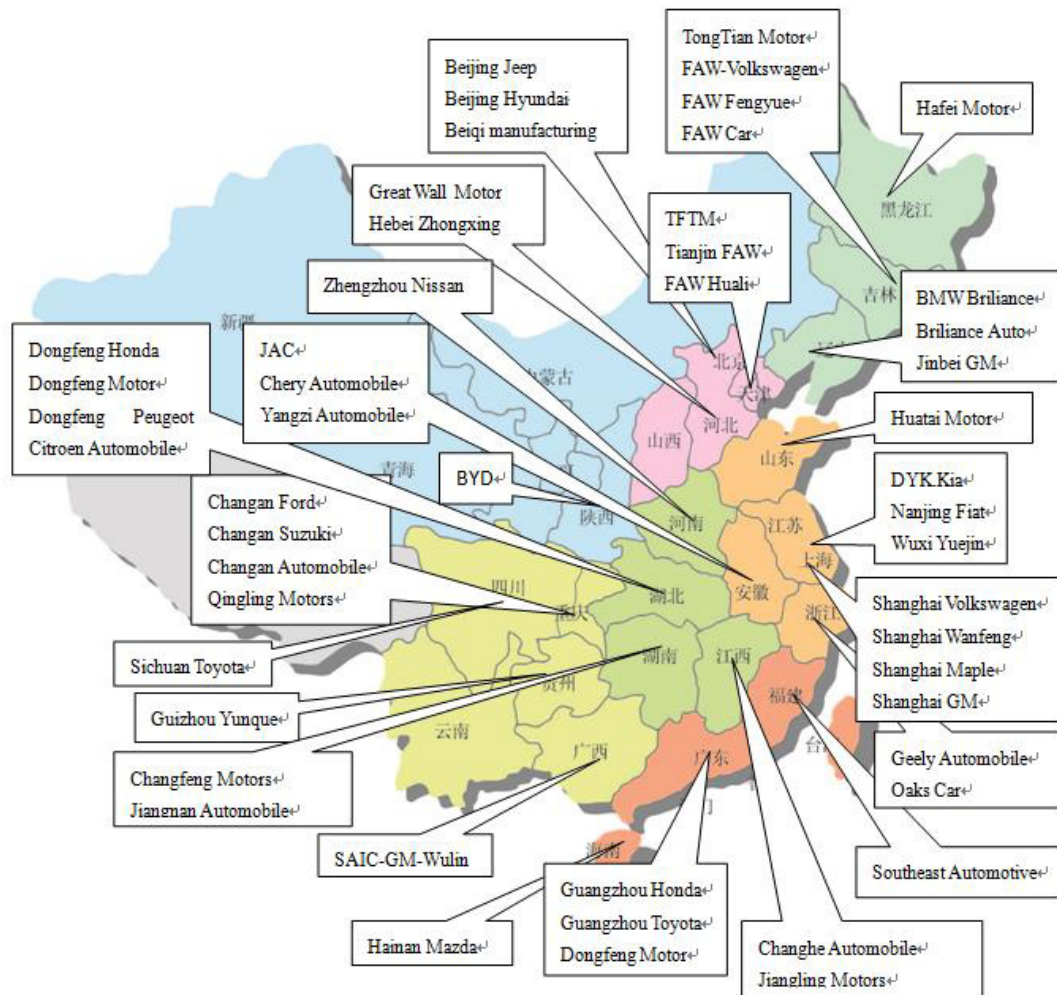 TongTian Motor↵
FAW-Volkswagen↵
FAW Fengyue↵
FAW Car↵
Beijing Jeep
Beijing Hyundai
Beiqi manufacturing
Hafei Motor↵
Great Wall Motor
Hebei Zhongxing
TFTM↵
Tianjin FAW↵
FAW Huali↵
黑龙江
Zhengzhou Nissan
吉林
BMW Briliance↵
Briliance Auto↵
Jinbei GM↵
新疆
Dongfeng Honda
Dongfeng Motor↵
Dongfeng Peugeot
Citroen Automobile↵
JAC↵
Chery Automobile↵
Yangzi Automobile↵
内蒙古
北京
天津
河北
山西
Huatai Motor↵
山东
青海
BYD↵
陕西
河南
DYK.Kia↵
Nanjing Fiat↵
Wuxi Yuejin↵
江苏
上海
Changan Ford↵
Changan Suzuki↵
Changan Automobile↵
Qingling Motors↵
四川
重庆
湖北
安徽
浙江
Shanghai Volkswagen↵
Shanghai Wanfeng↵
Shanghai Maple↵
Shanghai GM↵
Sichuan Toyota↵
湖南
江西
贵州
福建
Guizhou Yunque↵
云南
广西
广东
台
Geely Automobile↵
Oaks Car↵
Changfeng Motors↵
Jiangnan Automobile↵
门
SAIC-GM-Wulin↵
海南
Southeast Automotive↵
Guangzhou Honda↵
Guangzhou Toyota↵
Dongfeng Motor↵
Hainan Mazda↵
Changhe Automobile↵
Jiangling Motors↵